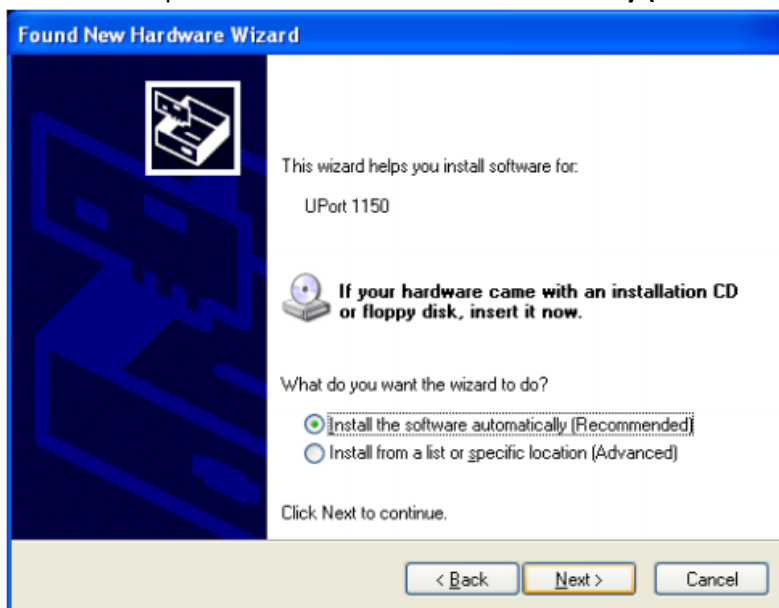 Found New Hardware Wizard
This wizard helps you install software for:
UPort 1150
If your hardware came with an installation CD
or floppy disk, insert it now.
What do you want the wizard to do?
Install the software automatically (Recommended)
Install from a list or specific location (Advanced)
Click Next to continue.
< Back
Next >
Cancel